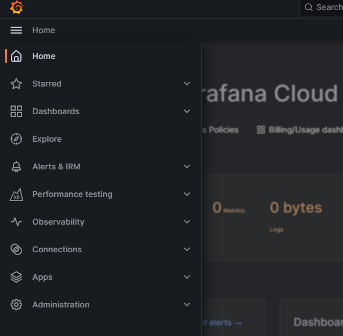 Search
Home
Home
Starred
Dashboards
Explore
Alerts & IRM
Performance testing
Observability
Connections
Apps
Administration
rafana Cloud
s Policies
Billing/Usage dashb
0 Metrics
0 bytes
Logs
ll alerts →
Dashboar